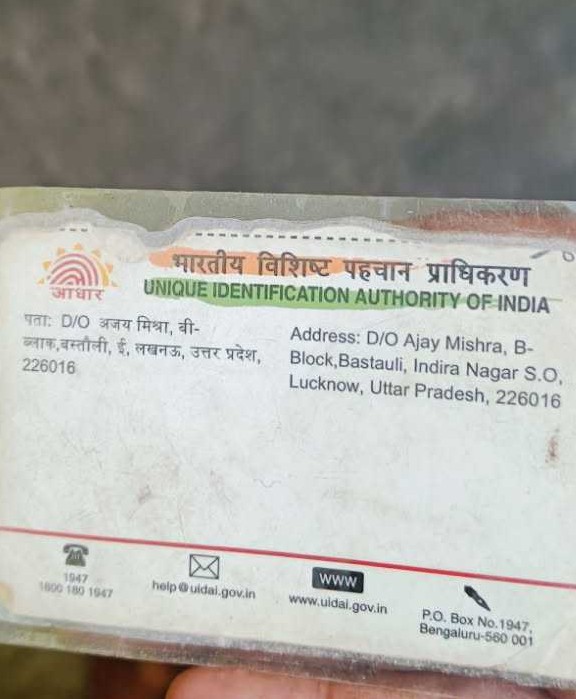 आधार
भारतीय विशिष्ट पहचान प्राधिकरण
UNIQUE IDENTIFICATION AUTHORITY OF INDIA
पता: D/O अजय मिश्रा, बी-
ब्लाक,बस्तौली, ई, लखनऊ, उत्तर प्रदेश,
226016
Address: D/O Ajay Mishra, B-
Block,Bastauli, Indira Nagar S.O,
Lucknow, Uttar Pradesh, 226016
1947
1800 180 1947
help@uidai.gov.in
WWW
www.uidai.gov.in
P.O. Box No.1947,
Bengaluru-560 001